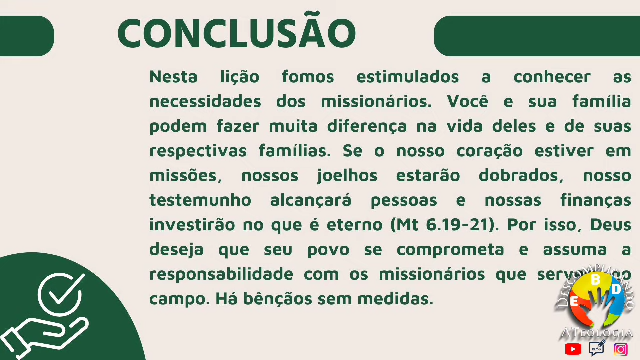 CONCLUSÃO
Nesta lição fomos estimulados a conhecer as
necessidades dos missionários. Você e sua família
podem fazer muita diferença na vida deles e de suas
respectivas famílias. Se o nosso coração estiver em
missões, nossos joelhos estarão dobrados, nosso
testemunho alcançará pessoas e nossas finanças
investirão no que é eterno (Mt 6.19-21). Por isso, Deus
deseja que seu povo se comprometa e assuma a
responsabilidade com os missionários que
campo. Há bênçãos sem medidas.
DESCOMPLICANDO
E B D
A TEOLOGIA